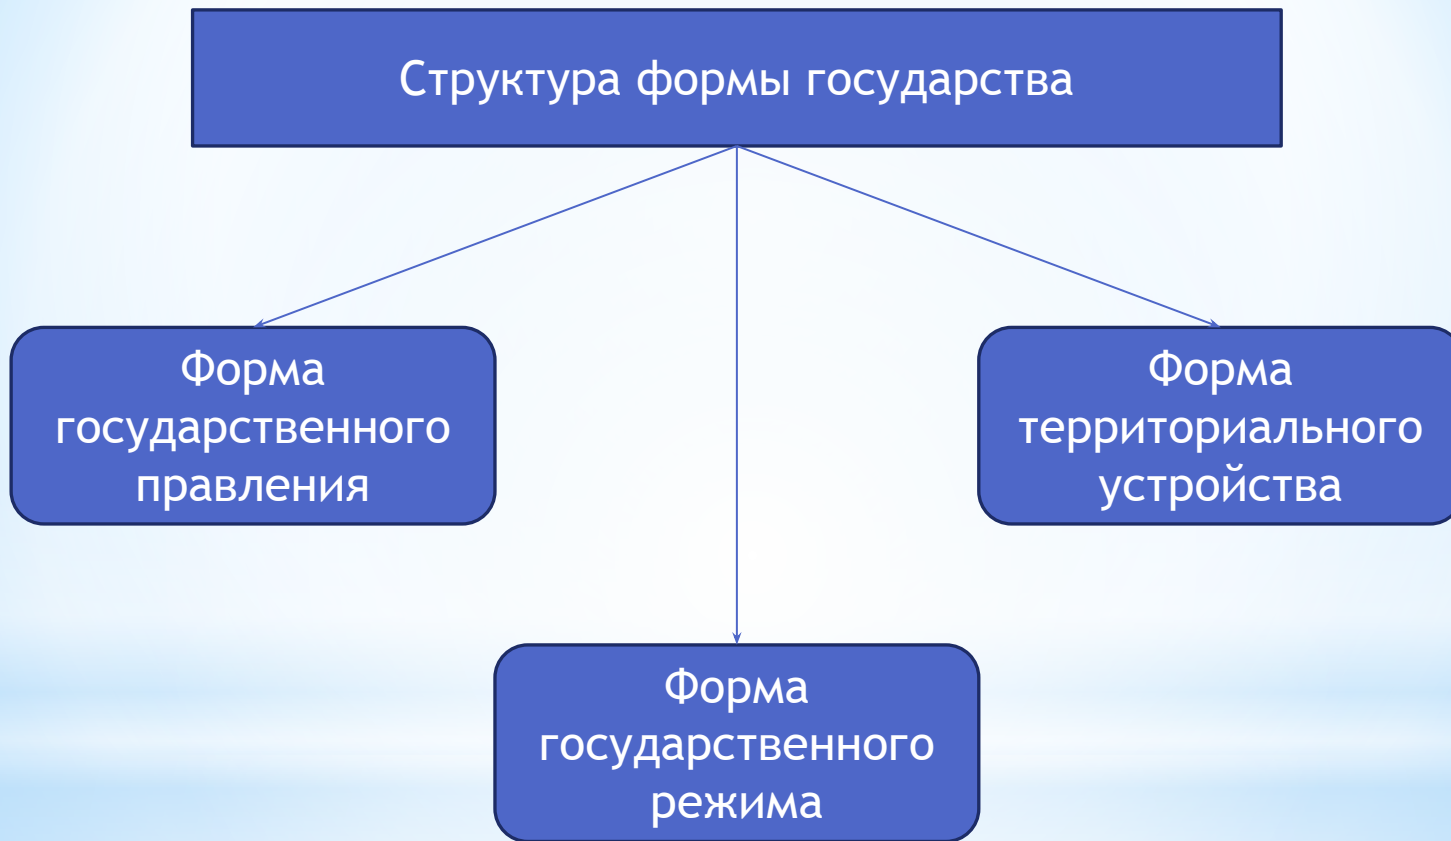 Структура формы государства
Форма
государственного
правления
Форма
территориального
устройства
Форма
государственного
режима